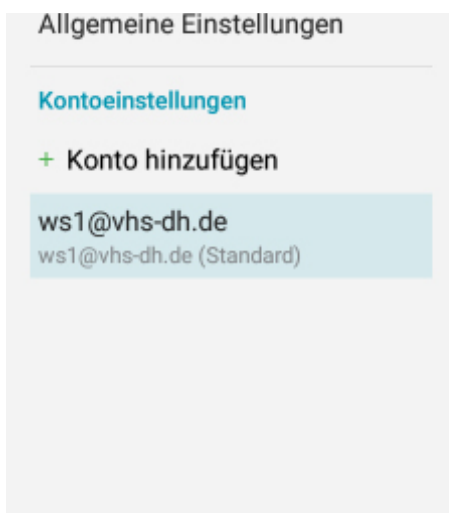 Allgemeine Einstellungen
Kontoeinstellungen
+ Konto hinzufügen
ws1@vhs-dh.de
ws1@vhs-dh.de (Standard)